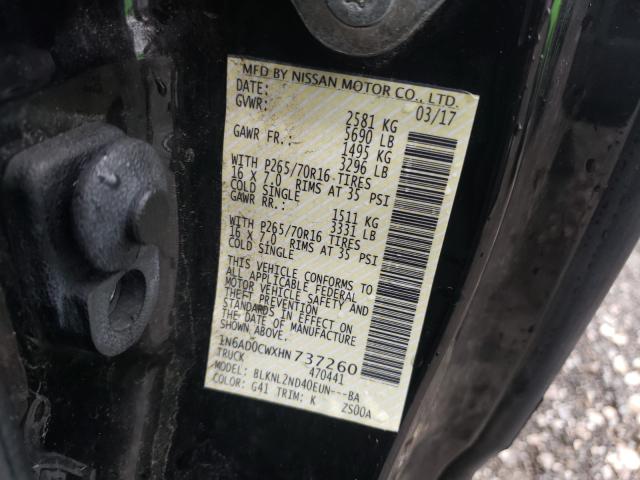 MFD BY NISSAN MOTOR CO., LTD.
DATE: 03/17
GVWR: 2581 KG
5690 LB
GAWR FR: 1495 KG
3296 LB
WITH P265/70R16 TIRES
16 X 7.0 RIMS AT 35 PSI
COLD SINGLE
GAWR RR.: 1511 KG
3331 LB
WITH P265/70R16 TIRES
16 X 7.0 RIMS AT 35 PSI
COLD SINGLE
THIS VEHICLE CONFORMS TO
ALL APPLICABLE FEDERAL
MOTOR VEHICLE SAFETY AND
THEFT PREVENTION
STANDARDS IN EFFECT ON
THE DATE OF MANUFACTURE
SHOWN ABOVE.
1N6AD0CWXHN737260
TRUCK 470441
MODEL: BLKNL2ND40EUN---BA
COLOR: G41 TRIM: K ZS00A